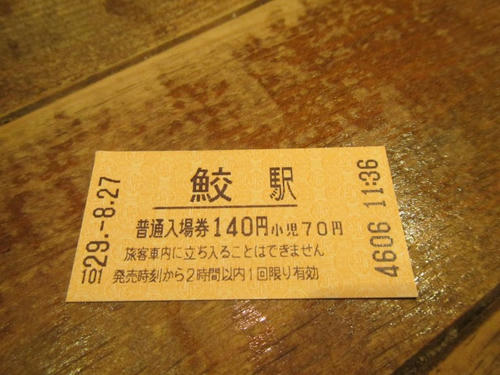 鮫駅
普通入場券140円小児70円
旅客車内に立ち入ることはできません
発売時刻から2時間以内1回限り有効
29.-8.27
101
4606 11:36